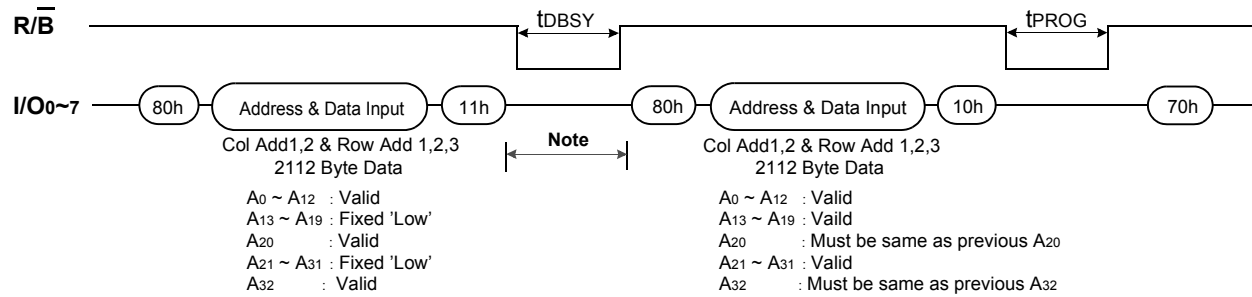 R/B tDBSY tPROG
I/O0~7 80h Address & Data Input 11h 80h Address & Data Input 10h 70h
Col Add1,2 & Row Add 1,2,3 Note Col Add1,2 & Row Add 1,2,3
2112 Byte Data 2112 Byte Data
A0 ~ A12 : Valid A0 ~ A12 : Valid
A13 ~ A19 : Fixed 'Low' A13 ~ A19 : Vaild
A20 : Valid A20 : Must be same as previous A20
A21 ~ A31 : Fixed 'Low' A21 ~ A31 : Valid
A32 : Valid A32 : Must be same as previous A32